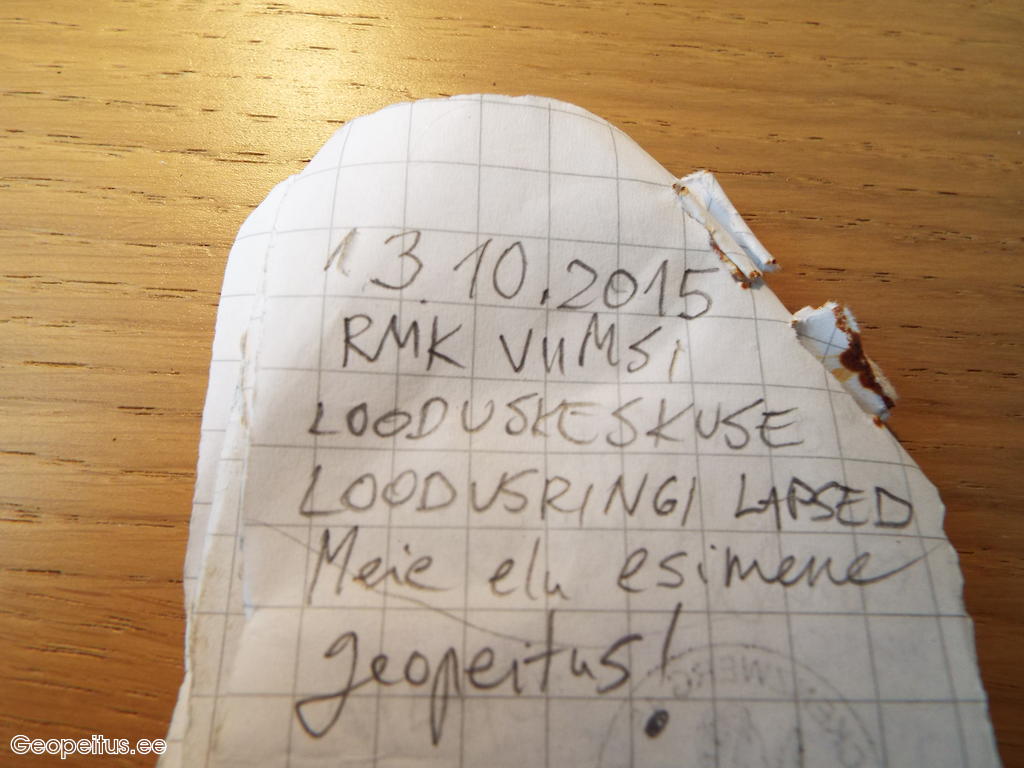 13.10.2015
RMK VIIMSI
LOODUSKESKUSE
LOODUSRINGI LAPSED
Meie elu esimene
geopeitus!
Geopeitus.ee